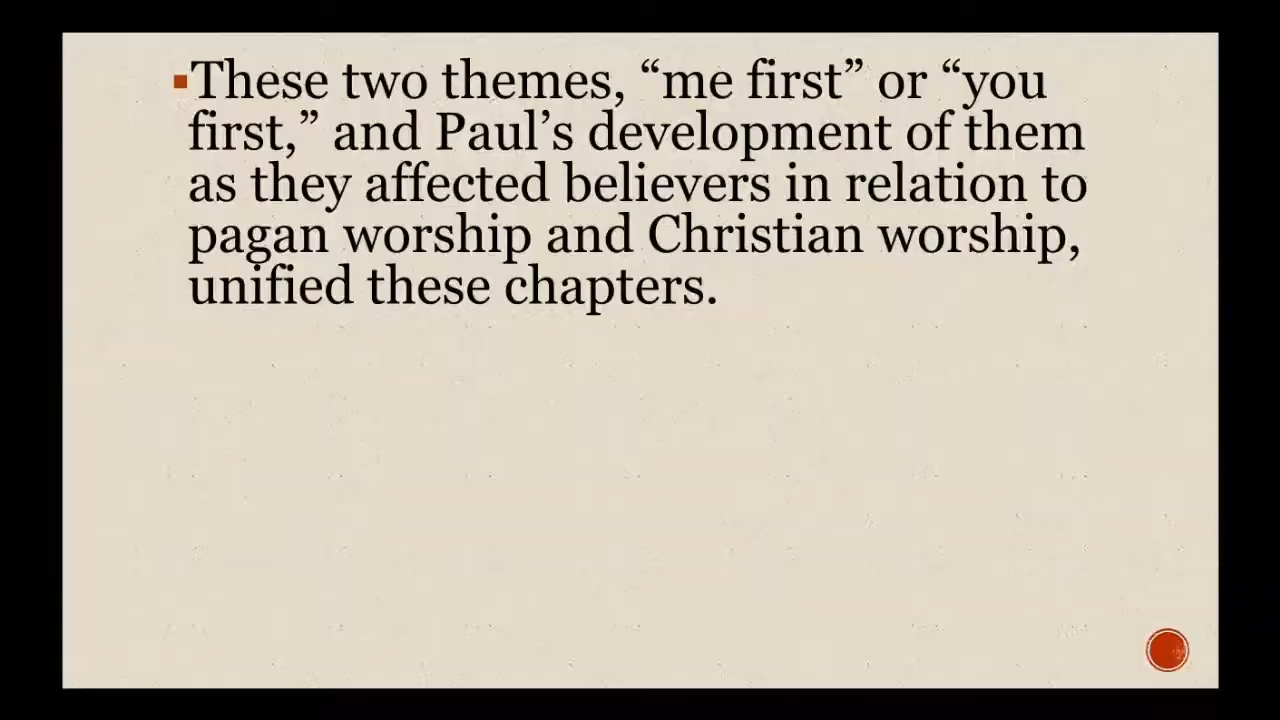 ▪These two themes, “me first” or “you
first,” and Paul’s development of them
as they affected believers in relation to
pagan worship and Christian worship,
unified these chapters.